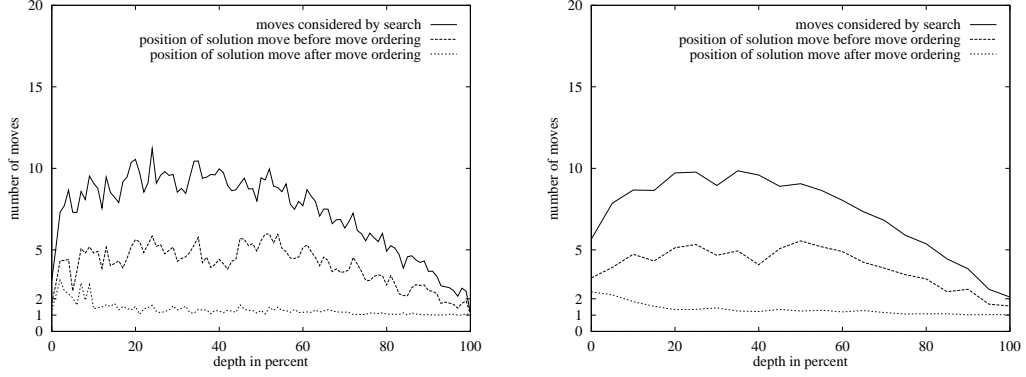 20
15
10
5
2
1
0
0
20
40
60
80
100
number of moves
depth in percent
moves considered by search
position of solution move before move ordering
position of solution move after move ordering
20
15
10
5
2
1
0
0
20
40
60
80
100
number of moves
depth in percent
moves considered by search
position of solution move before move ordering
position of solution move after move ordering